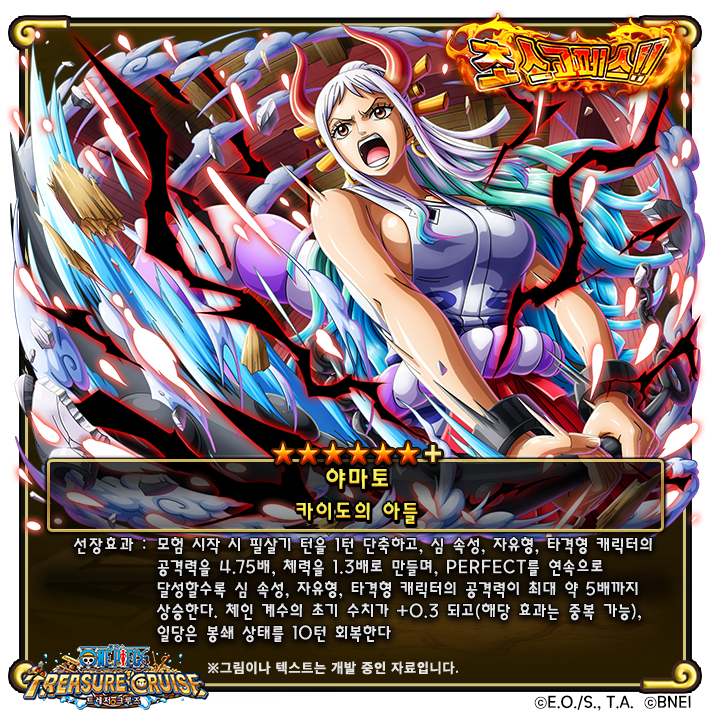 초 스고페스!!
★★★★★★+
야마토
카이도의 아들
선장효과 : 모험 시작 시 필살기 턴을 1턴 단축하고, 심 속성, 자유형, 타격형 캐릭터의
공격력을 4.75배, 체력을 1.3배로 만들며, PERFECT를 연속으로
달성할수록 심 속성, 자유형, 타격형 캐릭터의 공격력이 최대 약 5배까지
상승한다. 체인 계수의 초기 수치가 +0.3 되고(해당 효과는 중복 가능),
일당은 봉쇄 상태를 10턴 회복한다
ONE PIECE
TREASURE CRUISE
트레저 크루즈
※그림이나 텍스트는 개발 중인 자료입니다.
©E.O./S., T.A. ©BNEI